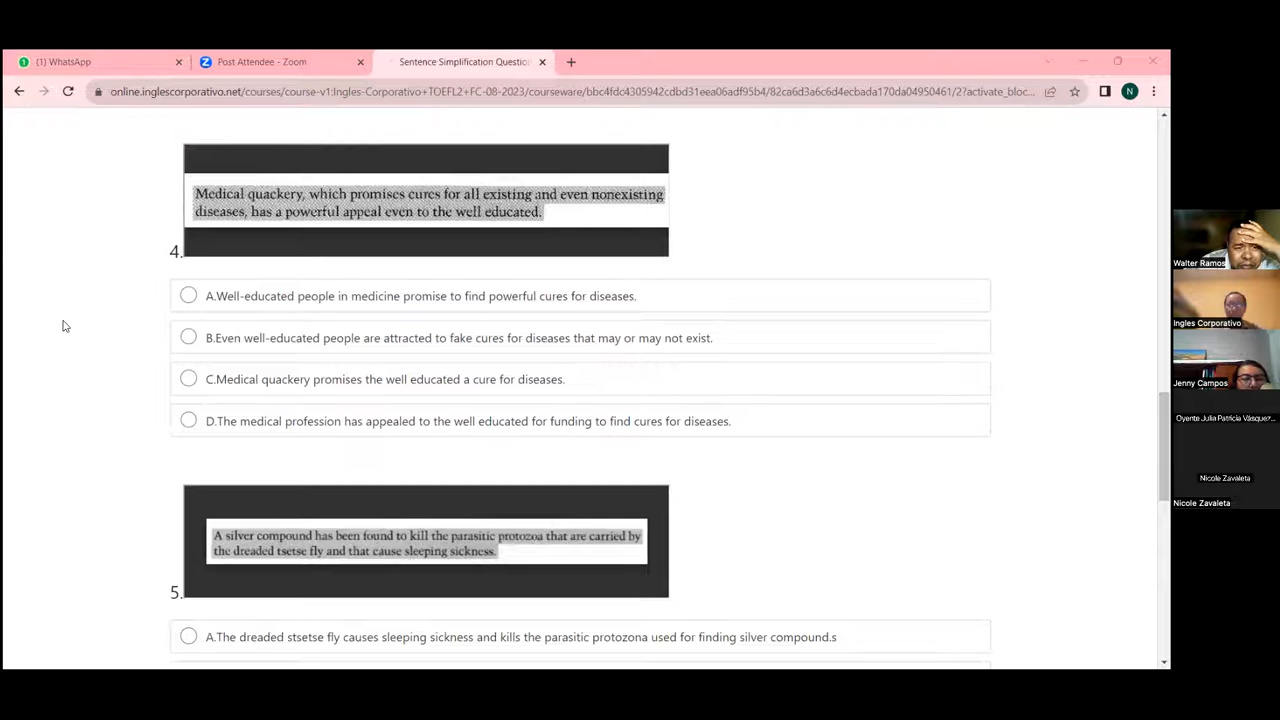 (1) WhatsApp
Post Attendee - Zoom
Sentence Simplification Questio
online.inglescorporativo.net/courses/course-v1:Ingles-Corporativo+TOEFL2+FC-08-2023/courseware/bbc4fdc4305942cdbd31eea06adf95b4/82ca6d3a6c6d4ecbada170da04950461/2?activate_bloc...
N
Medical quackery, which promises cures for all existing and even nonexisting
diseases, has a powerful appeal even to the well educated.
4.
A.Well-educated people in medicine promise to find powerful cures for diseases.
B.Even well-educated people are attracted to fake cures for diseases that may or may not exist.
C.Medical quackery promises the well educated a cure for diseases.
D.The medical profession has appealed to the well educated for funding to find cures for diseases.
A silver compound has been found to kill the parasitic protozoa that are carried by
the dreaded tsetse fly and that cause sleeping sickness.
5.
A.The dreaded stsetse fly causes sleeping sickness and kills the parasitic protozona used for finding silver compound.s
Walter Ramos
Ingles Corporativo
Jenny Campos
Oyente Julia Patricia Vásquez...
Nicole Zavaleta
Nicole Zavaleta